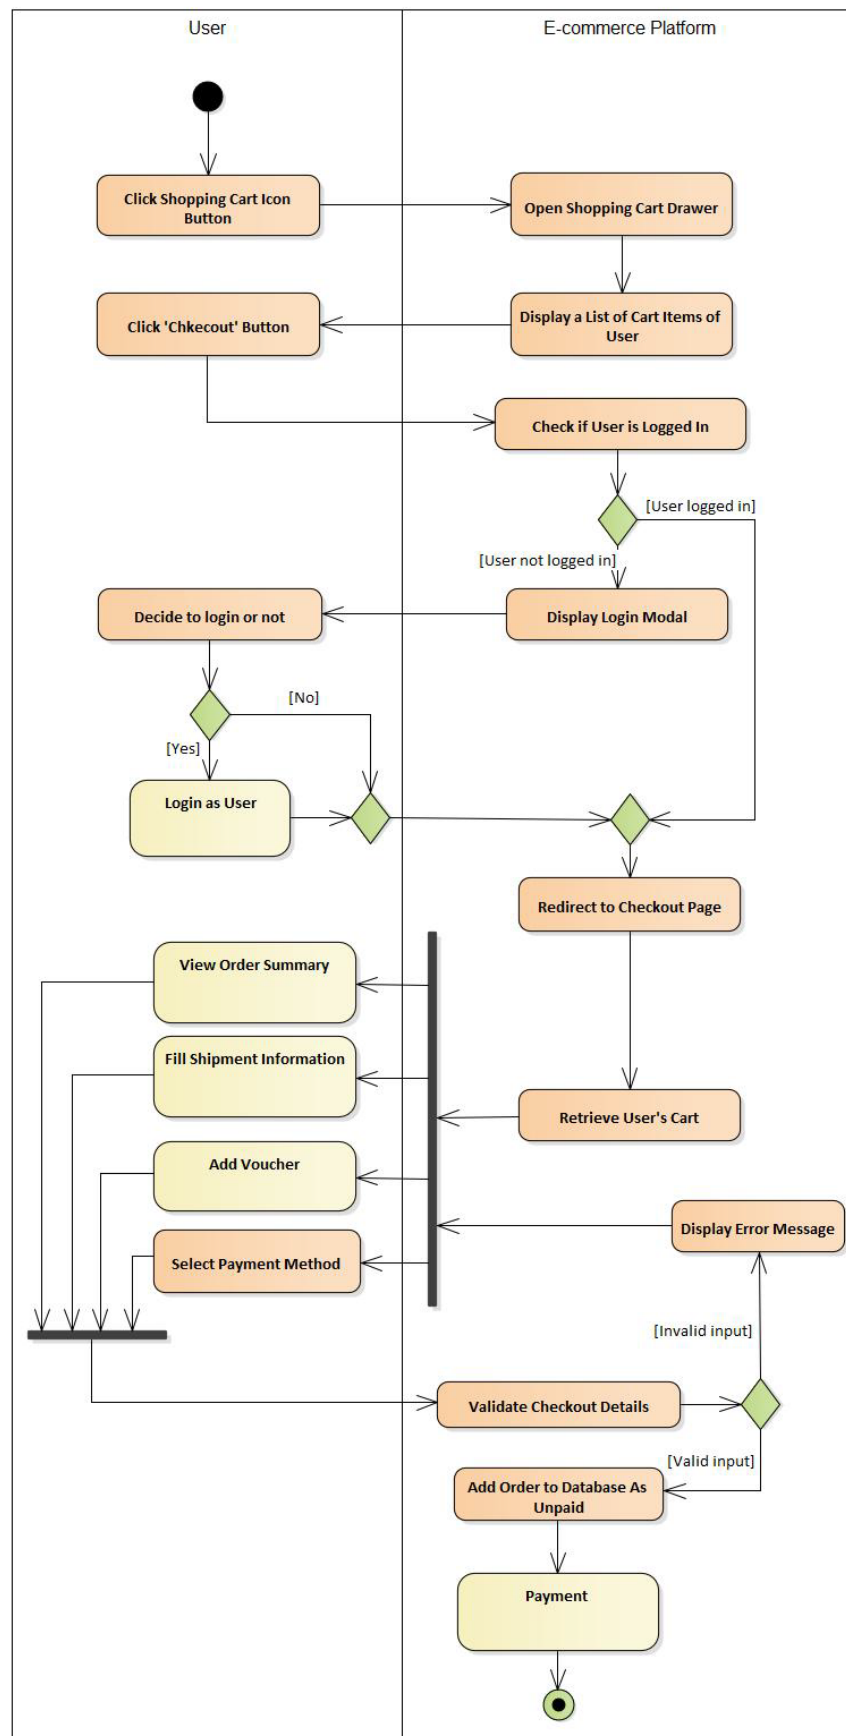 User
E-commerce Platform
Click Shopping Cart Icon
Button
Open Shopping Cart Drawer
Display a List of Cart Items of
User
Click 'Chkecout' Button
Check if User is Logged In
[User logged in]
[User not logged in]
Display Login Modal
Decide to login or not
[No]
[Yes]
Login as User
Redirect to Checkout Page
View Order Summary
Fill Shipment Information
Retrieve User's Cart
Add Voucher
Display Error Message
Select Payment Method
[Invalid input]
Validate Checkout Details
[Valid input]
Add Order to Database As
Unpaid
Payment